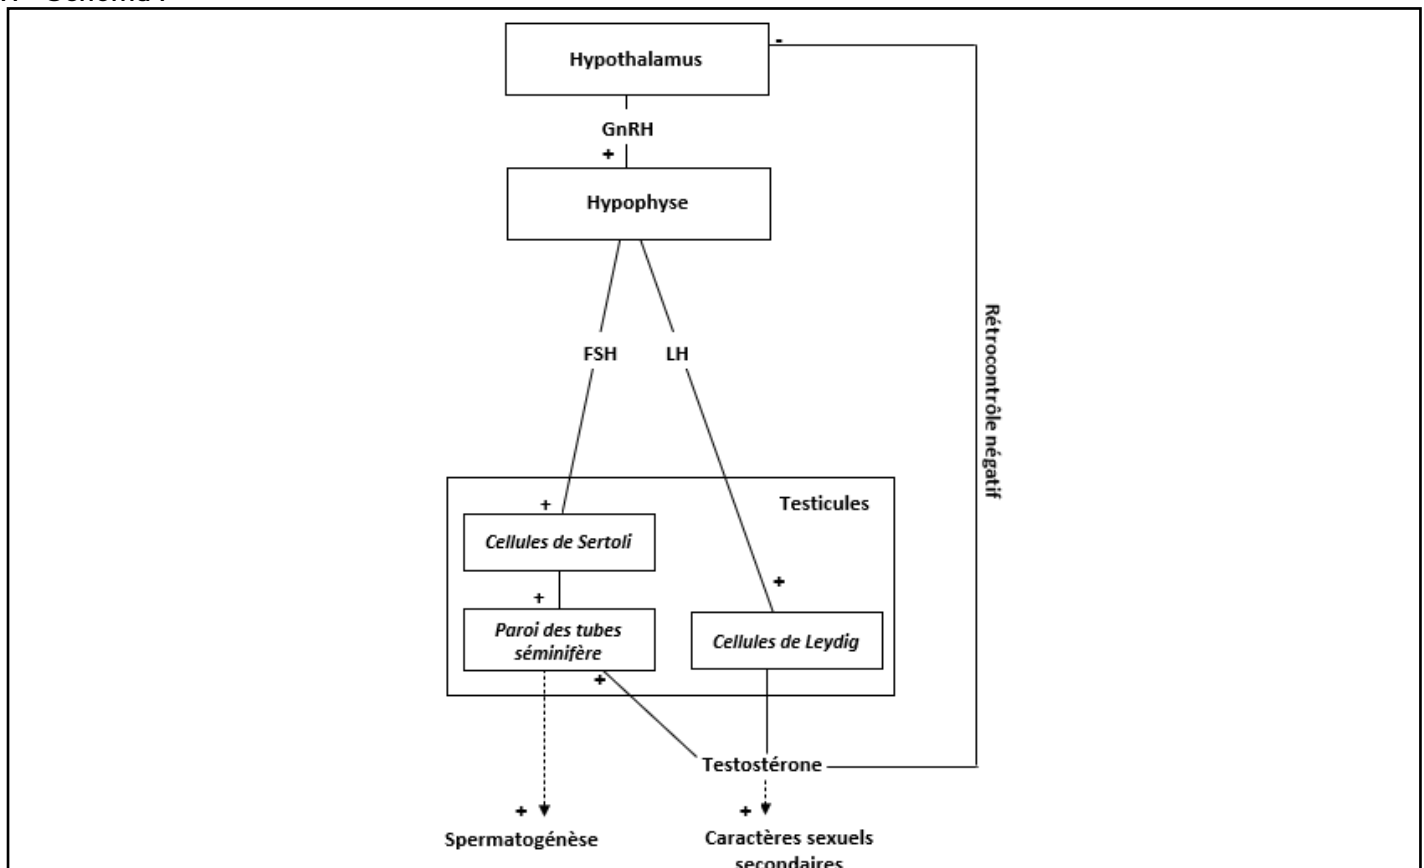 Hypothalamus
-
GnRH
+
Hypophyse
Rétrocontrôle négatif
FSH LH
Testicules
+
Cellules de Sertoli
+
+
Paroi des tubes
séminifère
Cellules de Leydig
+
Testostérone
+ +
Spermatogénèse
Caractères sexuels
secondaires